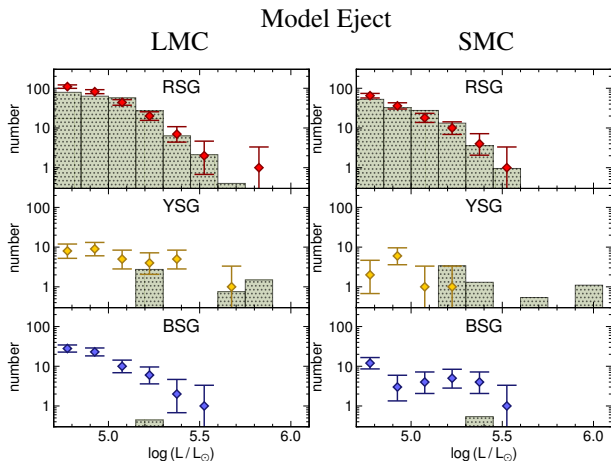 Model Eject
LMC
SMC
RSG
RSG
number
100
10
1
100
10
1
YSG
YSG
number
100
10
1
100
10
1
BSG
BSG
number
100
10
1
100
10
1
5.0 5.5 6.0
5.0 5.5 6.0
log (L / L⊙)
log (L / L⊙)